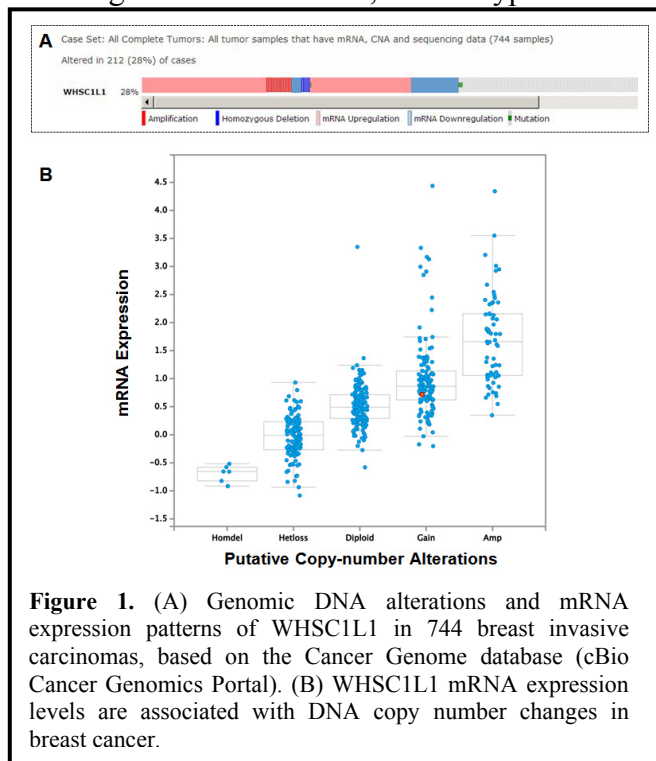 A
Case Set: All Complete Tumors: All tumor samples that have mRNA, CNA and sequencing data (744 samples)
Altered in 212 (28%) of cases
WHSC1L1 28%
Amplification Homozygous Deletion mRNA Upregulation mRNA Downregulation Mutation
B
4.5
4.0
3.5
3.0
2.5
2.0
1.5
1.0
0.5
0.0
−0.5
−1.0
−1.5
mRNA Expression
Homdel Hetloss Diploid Gain Amp
Putative Copy-number Alterations
Figure 1. (A) Genomic DNA alterations and mRNA
expression patterns of WHSC1L1 in 744 breast invasive
carcinomas, based on the Cancer Genome database (cBio
Cancer Genomics Portal). (B) WHSC1L1 mRNA expression
levels are associated with DNA copy number changes in
breast cancer.